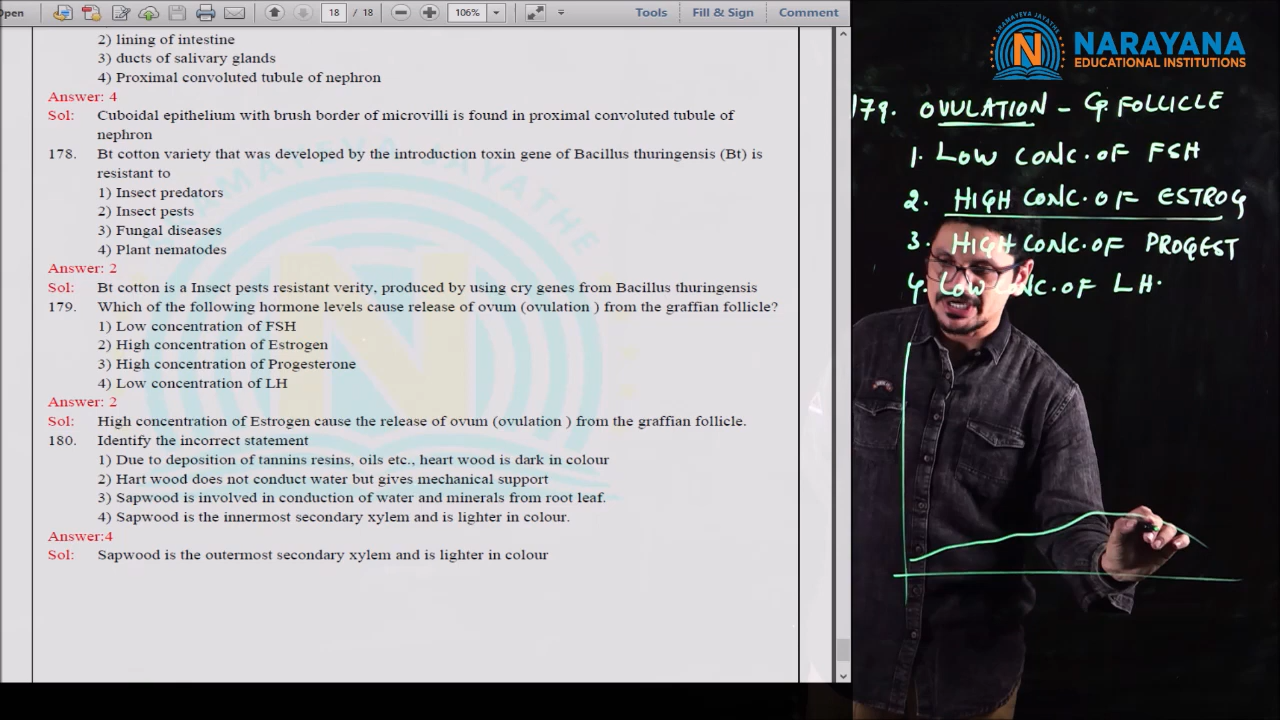 Open
18 / 18
106%
Tools
Fill & Sign
Comment
2) lining of intestine
3) ducts of salivary glands
4) Proximal convoluted tubule of nephron
Answer: 4
Sol: Cuboidal epithelium with brush border of microvilli is found in proximal convoluted tubule of
nephron
178. Bt cotton variety that was developed by the introduction toxin gene of Bacillus thuringensis (Bt) is
resistant to
1) Insect predators
2) Insect pests
3) Fungal diseases
4) Plant nematodes
Answer: 2
Sol: Bt cotton is a Insect pests resistant verity, produced by using cry genes from Bacillus thuringensis
179. Which of the following hormone levels cause release of ovum (ovulation ) from the graffian follicle?
1) Low concentration of FSH
2) High concentration of Estrogen
3) High concentration of Progesterone
4) Low concentration of LH
Answer: 2
Sol: High concentration of Estrogen cause the release of ovum (ovulation ) from the graffian follicle.
180. Identify the incorrect statement
1) Due to deposition of tannins resins, oils etc., heart wood is dark in colour
2) Hart wood does not conduct water but gives mechanical support
3) Sapwood is involved in conduction of water and minerals from root leaf.
4) Sapwood is the innermost secondary xylem and is lighter in colour.
Answer:4
Sol: Sapwood is the outermost secondary xylem and is lighter in colour
NARAYANA
EDUCATIONAL INSTITUTIONS
179. OVULATION - G. FOLLICLE
1. LOW CONC. OF FSH
2. HIGH CONC. OF ESTROG
3. HIGH CONC. OF PROGEST
4. LOW CONC. OF LH.